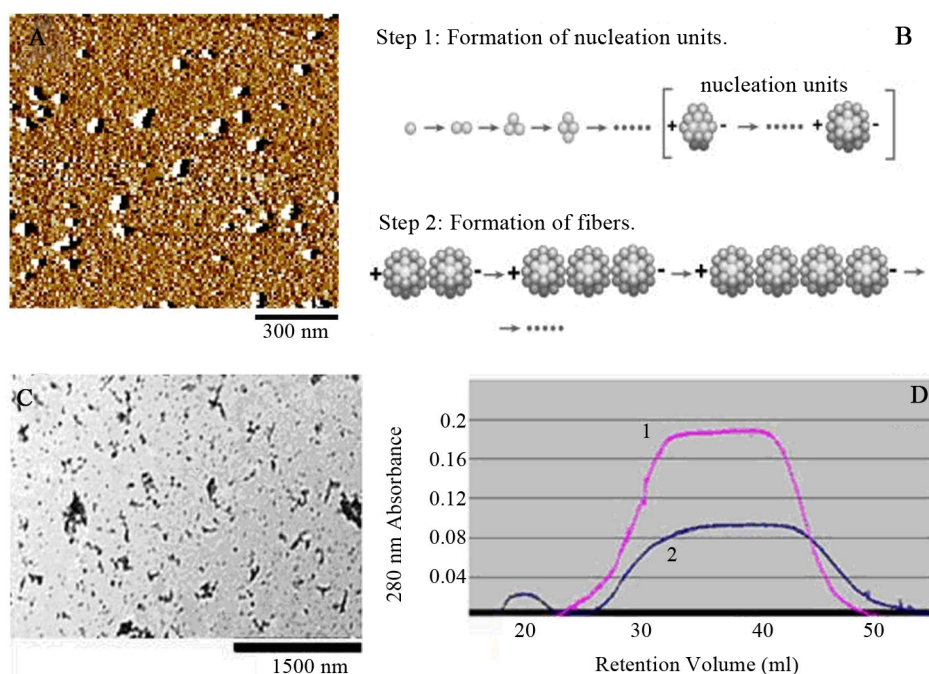 A
300 nm
Step 1: Formation of nucleation units.
B
nucleation units
+ - + -
Step 2: Formation of fibers.
+ - + - + -
C
1500 nm
D
0.2
0.16
0.12
0.08
0.04
1
2
280 nm Absorbance
20 30 40 50
Retention Volume (ml)